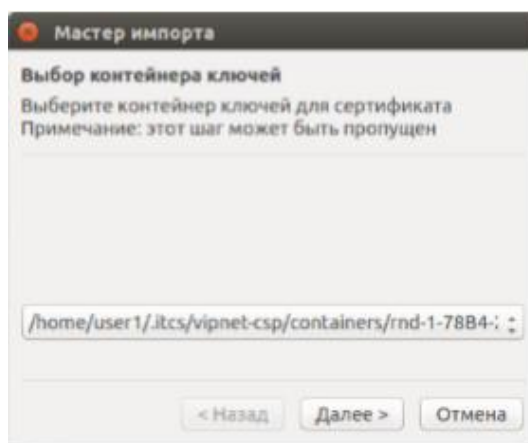 Мастер импорта
Выбор контейнера ключей
Выберите контейнер ключей для сертификата
Примечание: этот шаг может быть пропущен
/home/user1/.itcs/vipnet-csp/containers/rnd-1-78B4-
< Назад Далее > Отмена